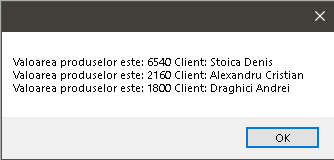 Valoarea produselor este: 6540 Client: Stoica Denis
Valoarea produselor este: 2160 Client: Alexandru Cristian
Valoarea produselor este: 1800 Client: Draghici Andrei
OK